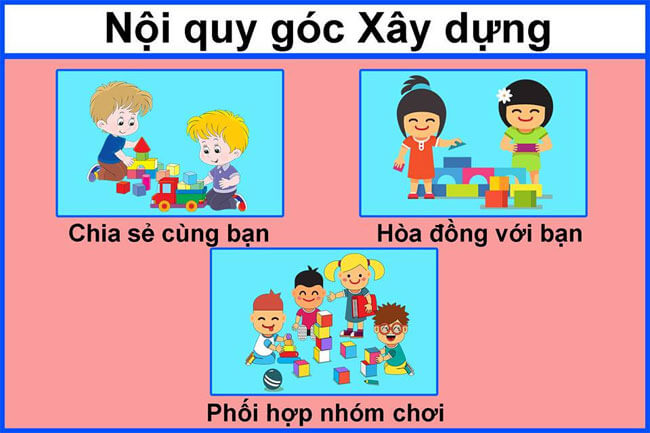 Nội quy góc Xây dựng
Chia sẻ cùng bạn
Hòa đồng với bạn
Phối hợp nhóm chơi